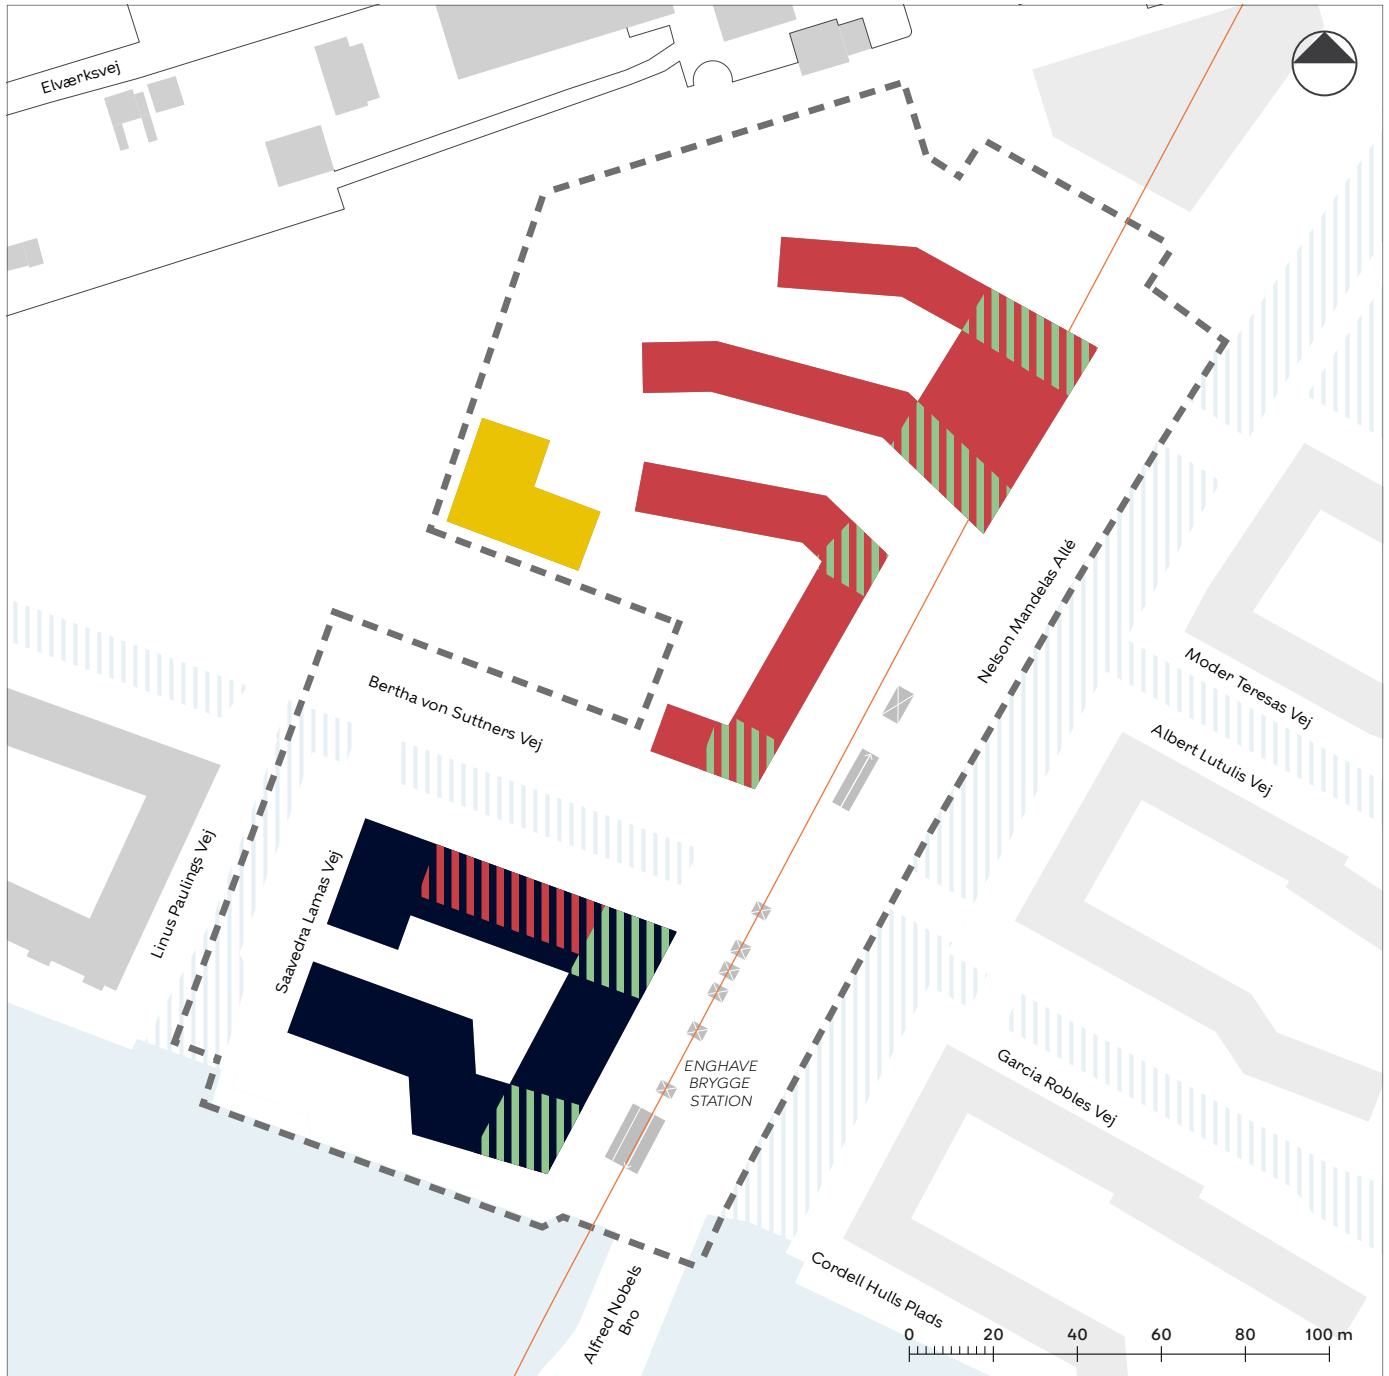 Elværksvej
Nelson Mandelas Allé
Moder Teresas Vej
Bertha von Suttners Vej
Albert Lutulis Vej
Linus Paulings Vej
Saavedra Lamas Vej
ENGHAVE
BRYGGE
STATION
Garcia Robles Vej
Cordell Hulls Plads
Alfred Nobels
Bro
0 20 40 60 80 100 m